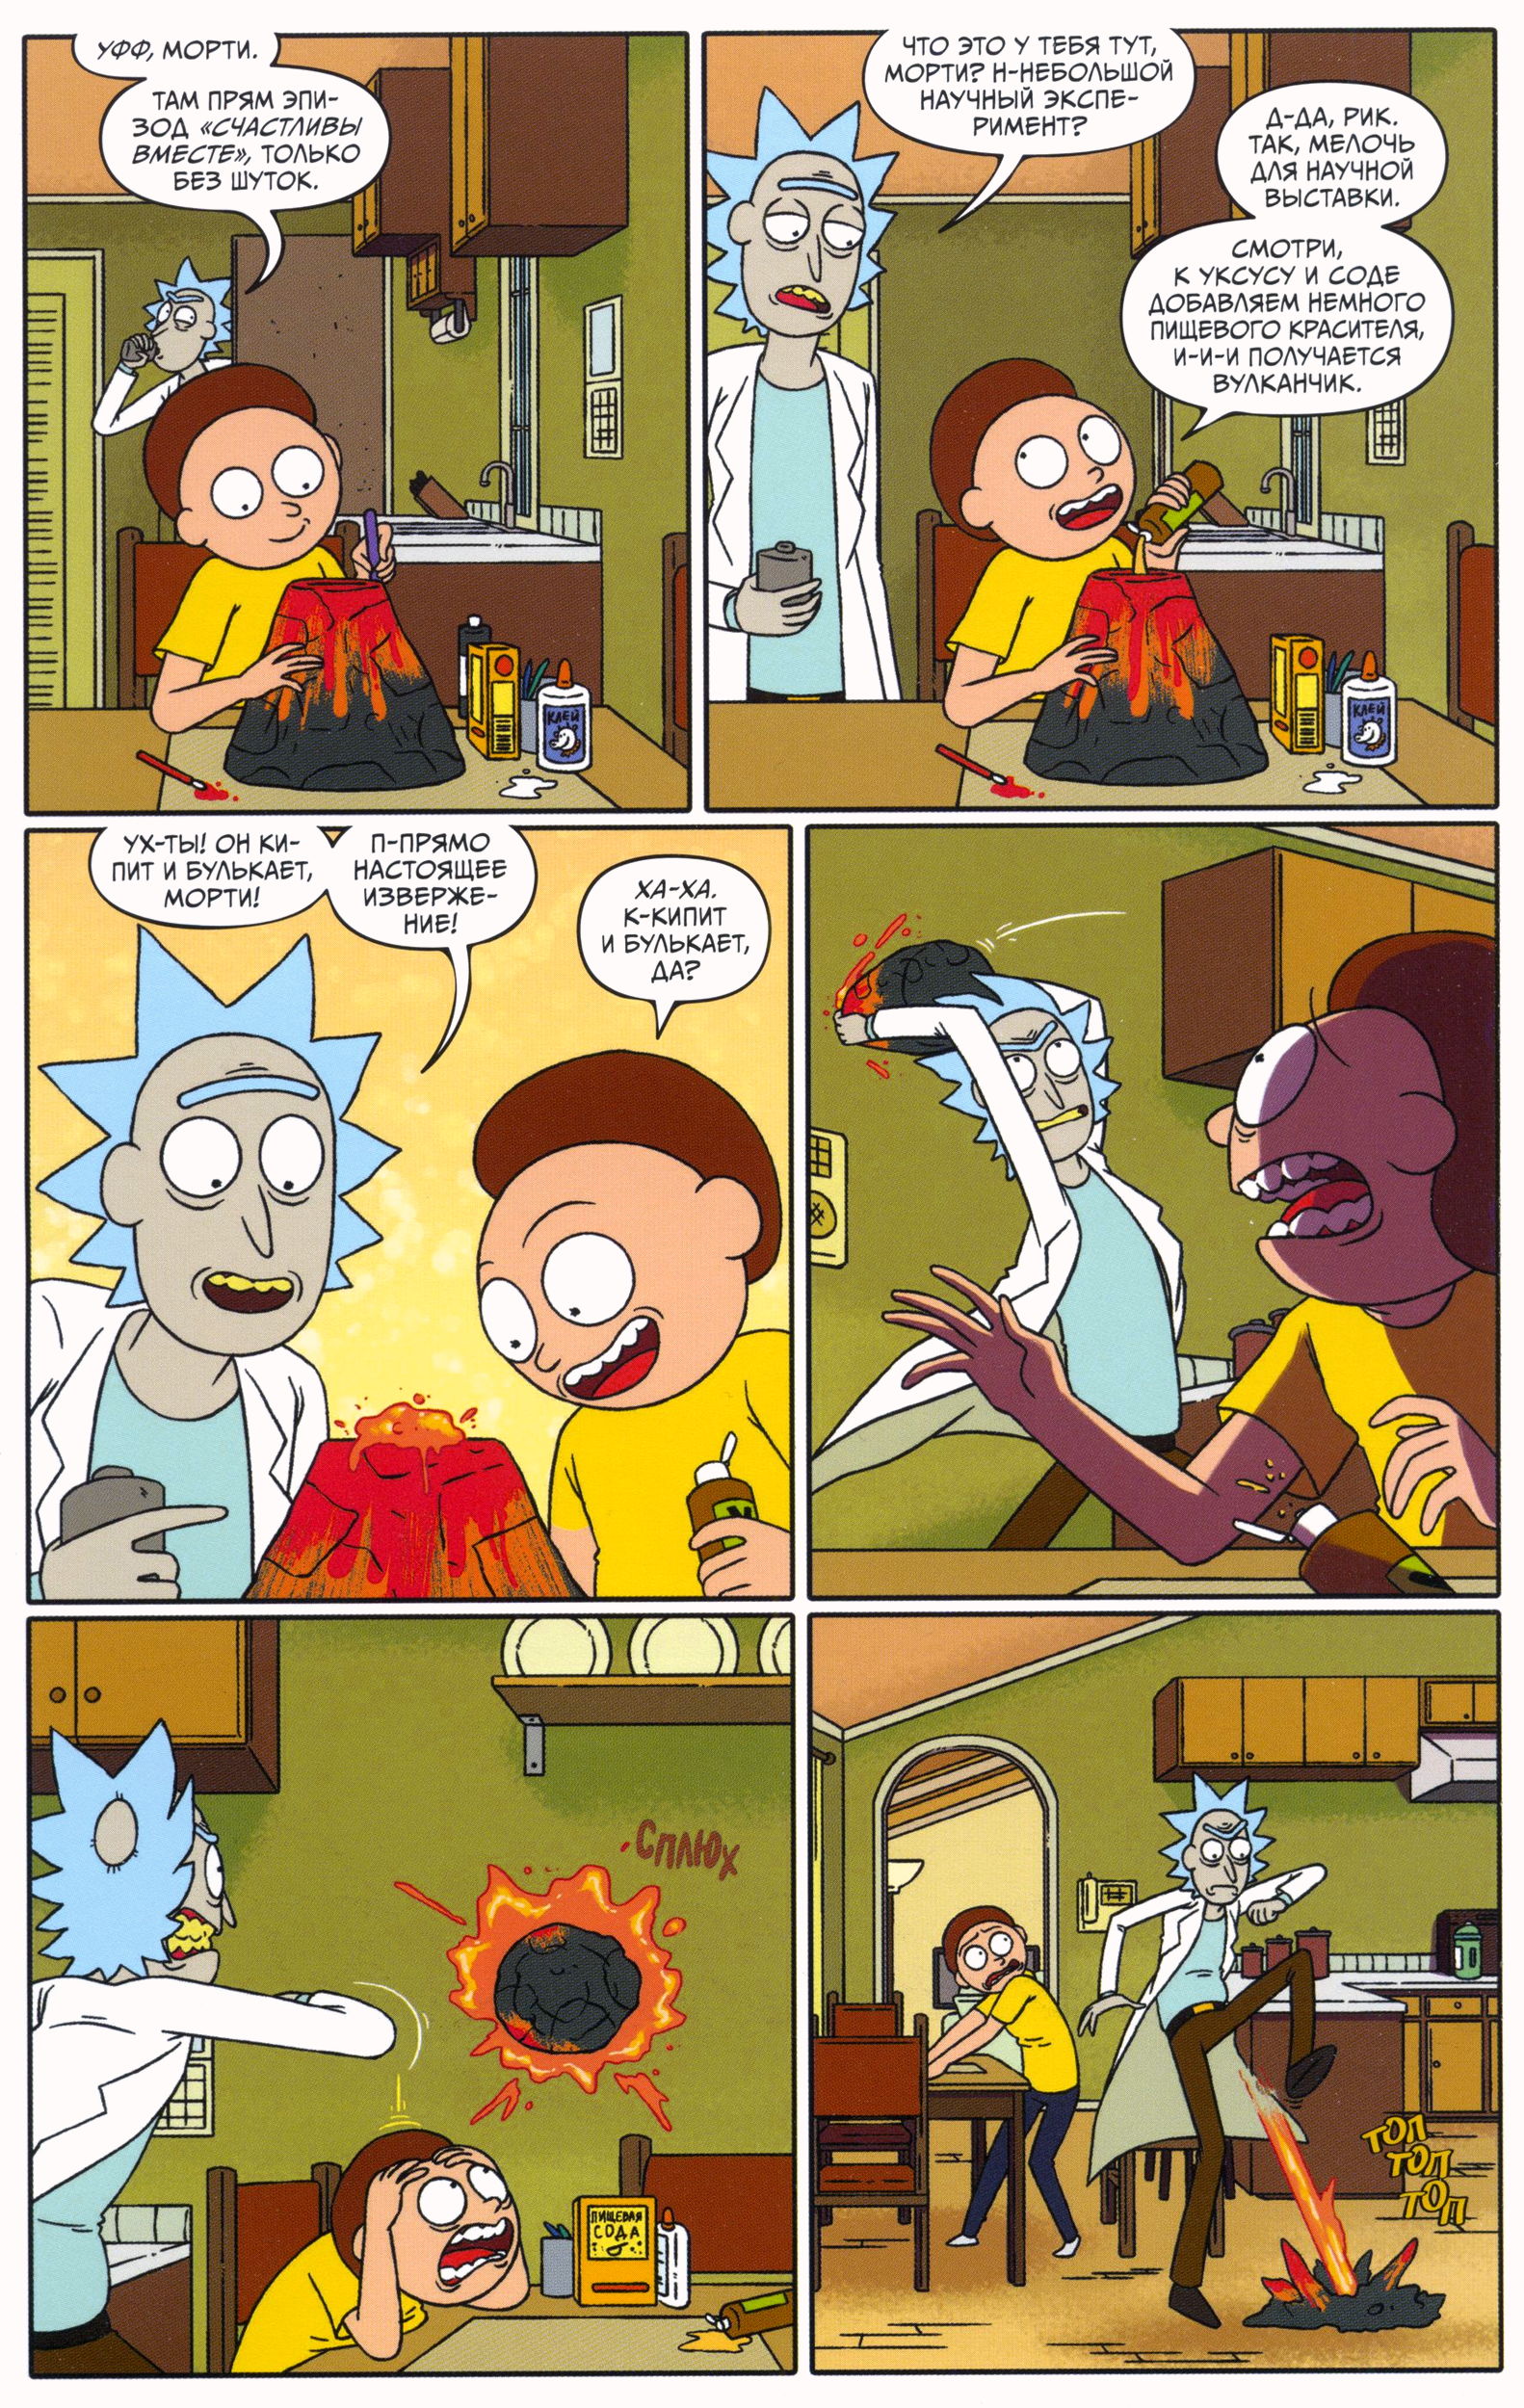 УФФ, МОРТИ.
ТАМ ПРЯМ ЭПИ-
ЗОД «СЧАСТЛИВЫ
ВМЕСТЕ», ТОЛЬКО
БЕЗ ШУТОК.
КЛЕЙ
ЧТО ЭТО У ТЕБЯ ТУТ,
МОРТИ? Н-НЕБОЛЬШОЙ
НАУЧНЫЙ ЭКСПЕ-
РИМЕНТ?
Д-ДА, РИК.
ТАК, МЕЛОЧЬ
ДЛЯ НАУЧНОЙ
ВЫСТАВКИ.
СМОТРИ,
К УКСУСУ И СОДЕ
ДОБАВЛЯЕМ НЕМНОГО
ПИЩЕВОГО КРАСИТЕЛЯ,
И-И-И ПОЛУЧАЕТСЯ
ВУЛКАНЧИК.
КЛЕЙ
УХ-ТЫ! ОН КИ-
ПИТ И БУЛЬКАЕТ,
МОРТИ!
П-ПРЯМО
НАСТОЯЩЕЕ
ИЗВЕРЖЕ-
НИЕ!
ХА-ХА.
К-КИПИТ
И БУЛЬКАЕТ,
ДА?
СПЛЮХ
ПИЩЕВАЯ
СОДА
ТОП
ТОП
ТОП